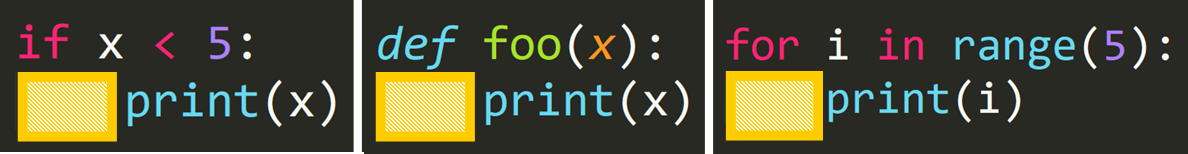 if x < 5:
print(x)
def foo(x):
print(x)
for i in range(5):
print(i)